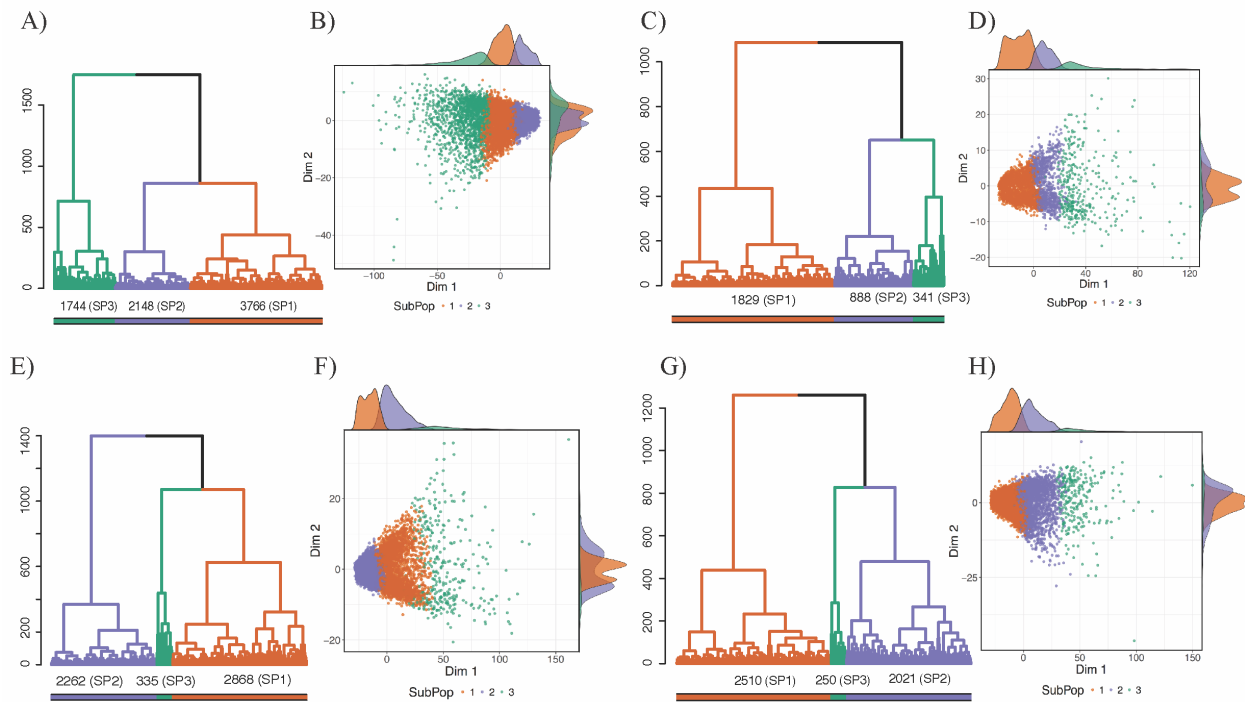 A)
1500
1000
500
0
1744 (SP3) 2148 (SP2) 3766 (SP1)
B)
Dim 2
0
−20
−40
−100 −50 0
Dim 1
SubPop 1 2 3
C)
1000
800
600
400
200
0
1829 (SP1) 888 (SP2) 341 (SP3)
D)
Dim 2
30
20
10
0
−10
−20
0 40 80 120
Dim 1
SubPop 1 2 3
E)
1400
1000
600
400
200
0
2262 (SP2) 335 (SP3) 2868 (SP1)
F)
Dim 2
20
0
−20
0 50 100 150
Dim 1
SubPop 1 2 3
G)
1200
1000
800
600
400
200
0
2510 (SP1) 250 (SP3) 2021 (SP2)
H)
Dim 2
0
−25
0 50 100 150
Dim 1
SubPop 1 2 3